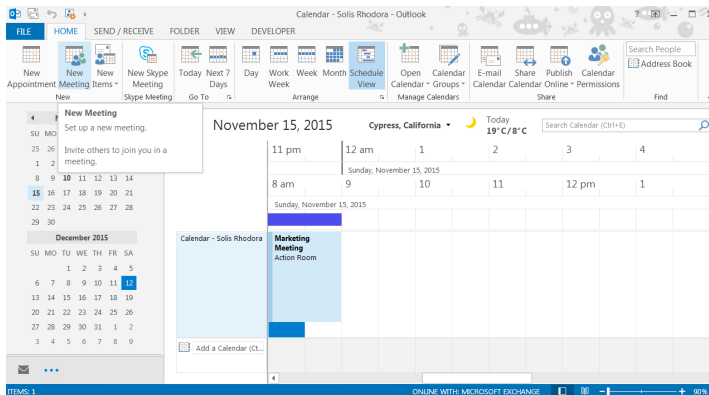 Calendar - Solis Rhodora - Outlook
FILE HOME SEND / RECEIVE FOLDER VIEW DEVELOPER
New Appointment
New Meeting
New Items
New Skype Meeting
Today
Next 7 Days
Day
Work Week
Week
Month
Schedule View
Open Calendar
Calendar Groups
E-mail Calendar
Share Calendar
Publish Online
Calendar Permissions
Search People
Address Book
New
Skype Meeting
Go To
Arrange
Manage Calendars
Share
Find
New Meeting
Set up a new meeting.
Invite others to join you in a
meeting.
SU MO
25 26
1 2
8 9 10 11 12 13 14
15 16 17 18 19 20 21
22 23 24 25 26 27 28
29 30
December 2015
SU MO TU WE TH FR SA
1 2 3 4 5
6 7 8 9 10 11 12
13 14 15 16 17 18 19
20 21 22 23 24 25 26
27 28 29 30 31 1 2
3 4 5 6 7 8 9
November 15, 2015
Cypress, California
Today
19°C/8°C
Search Calendar (Ctrl+E)
11 pm 12 am 1 2 3 4
Sunday, November 15, 2015
8 am 9 10 11 12 pm 1
Sunday, November 15, 2015
Calendar - Solis Rhodora
Marketing
Meeting
Action Room
Add a Calendar (Ct...
ITEMS: 1
ONLINE WITH: MICROSOFT EXCHANGE
90%